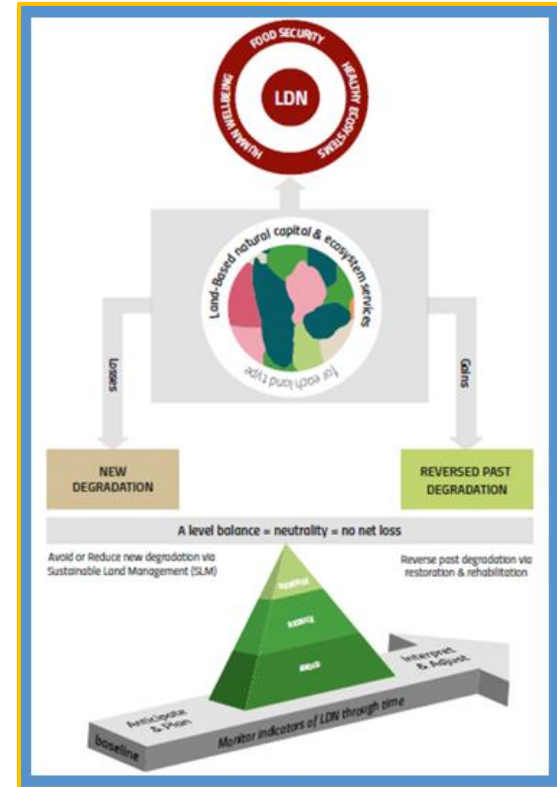 FOOD SECURITY
HUMAN WELLBEING
HEALTHY ECOSYSTEMS
LDN
Land-Based natural capital & ecosystem services
for each land type
Losses
Gains
NEW
DEGRADATION
REVERSED PAST
DEGRADATION
A level balance = neutrality = no net loss
Avoid or Reduce new degradation via
Sustainable Land Management (SLM)
Reverse past degradation via
restoration & rehabilitation
REVERSE
REDUCE
AVOID
Anticipate
& Plan
Interpret
& Adjust
baseline
Monitor indicators of LDN through time